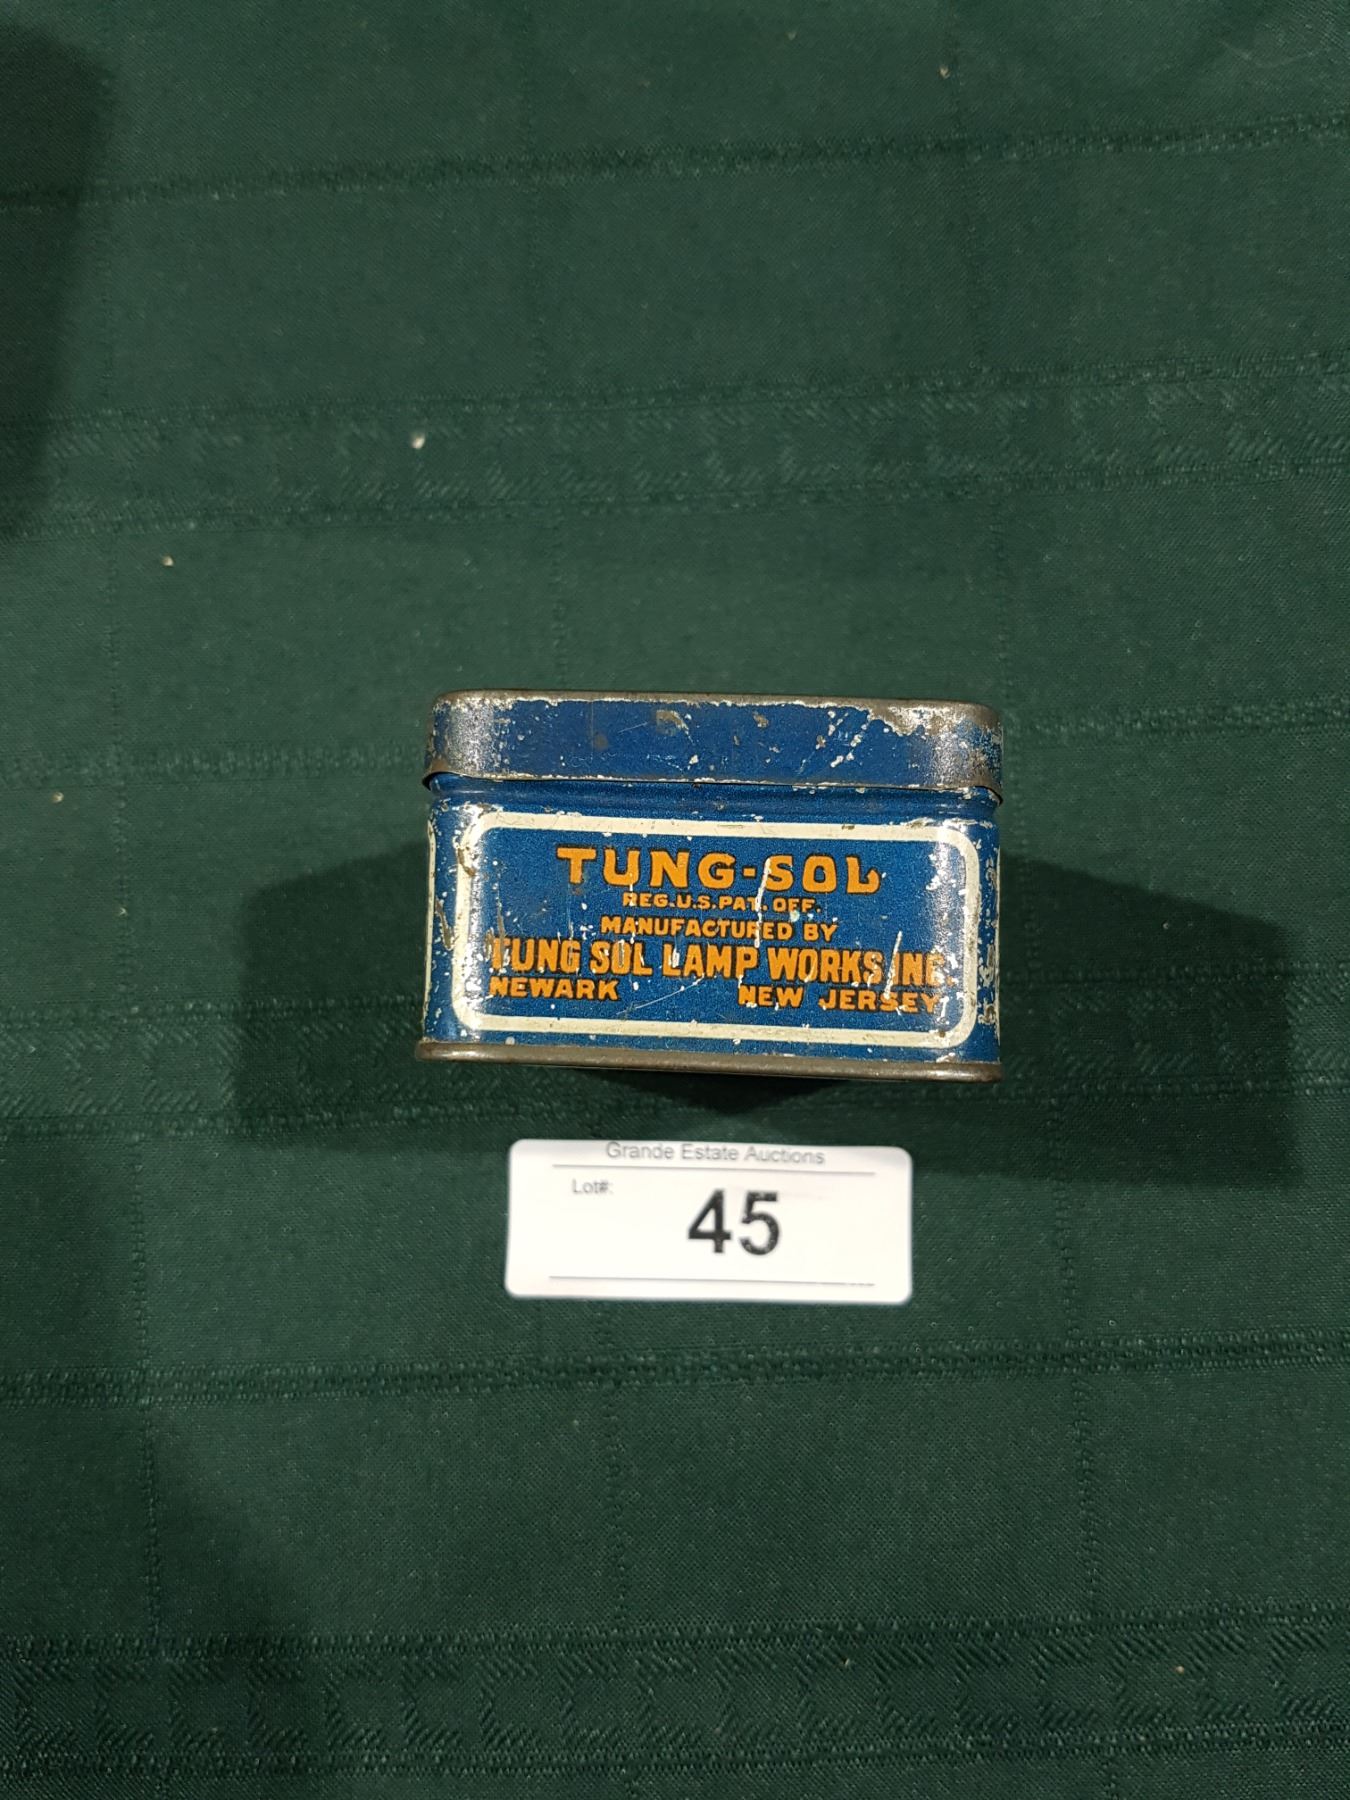 TUNG-SOL
REG.U.S.PAT.OFF.
MANUFACTURED BY
TUNG SOL LAMP WORKS INC.
NEWARK NEW JERSEY
Grande Estate Auctions
Lot#:
45